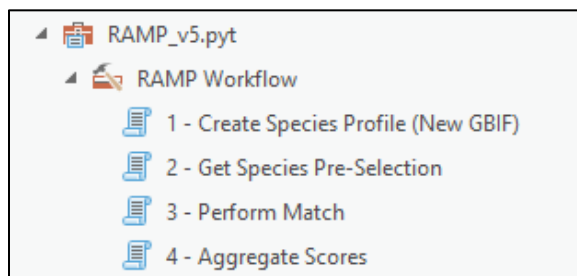 RAMP_v5.pyt
RAMP Workflow
1 - Create Species Profile (New GBIF)
2 - Get Species Pre-Selection
3 - Perform Match
4 - Aggregate Scores